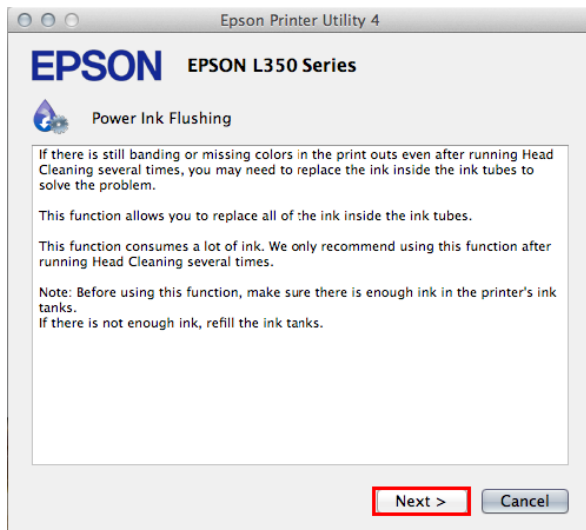 Epson Printer Utility 4
EPSON EPSON L350 Series
Power Ink Flushing
If there is still banding or missing colors in the print outs even after running Head
Cleaning several times, you may need to replace the ink inside the ink tubes to
solve the problem.
This function allows you to replace all of the ink inside the ink tubes.
This function consumes a lot of ink. We only recommend using this function after
running Head Cleaning several times.
Note: Before using this function, make sure there is enough ink in the printer's ink
tanks.
If there is not enough ink, refill the ink tanks.
Next > Cancel